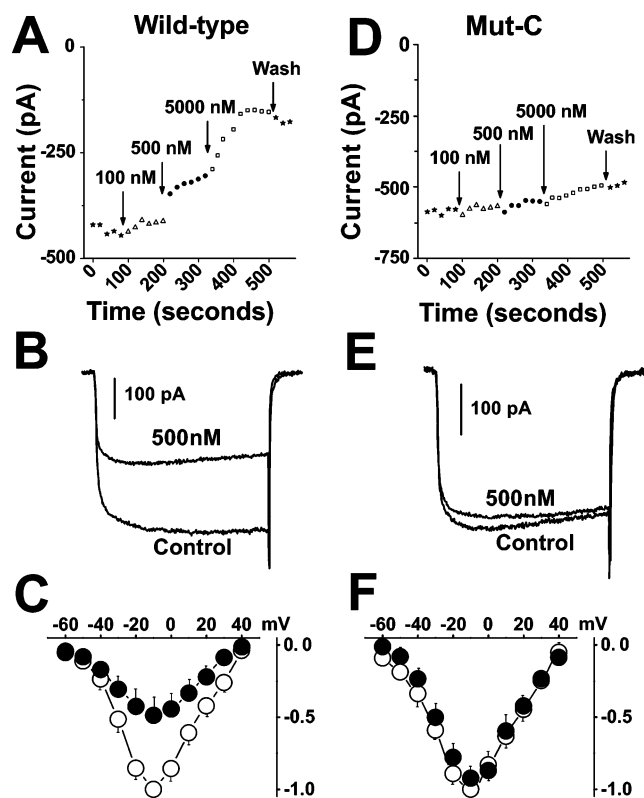 A Wild-type
0
-250
-500
Current (pA)
100 nM
500 nM
5000 nM
Wash
0 100 200 300 400 500
Time (seconds)
D Mut-C
0
-250
-500
-750
Current (pA)
100 nM
500 nM
5000 nM
Wash
0 100 200 300 400 500
Time (seconds)
B
100 pA
500nM
Control
E
100 pA
500nM
Control
C
-60 -40 -20 0 20 40 mV
0.0
-0.5
-1.0
F
-60 -40 -20 0 20 40 mV
0.0
-0.5
-1.0